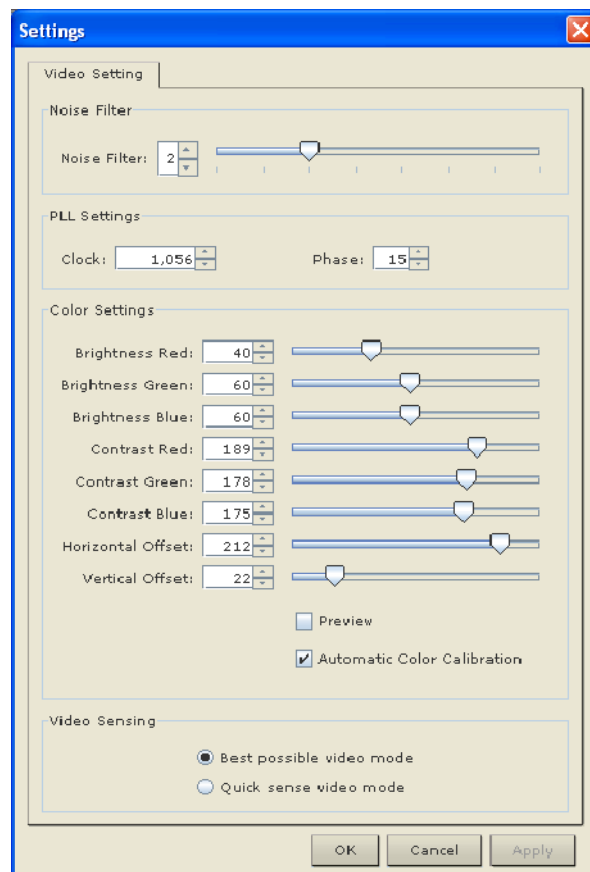 Settings
Video Setting
Noise Filter
Noise Filter: 2
PLL Settings
Clock: 1,056 Phase: 15
Color Settings
Brightness Red: 40
Brightness Green: 60
Brightness Blue: 60
Contrast Red: 189
Contrast Green: 178
Contrast Blue: 175
Horizontal Offset: 212
Vertical Offset: 22
Preview
Automatic Color Calibration
Video Sensing
Best possible video mode
Quick sense video mode
OK Cancel Apply